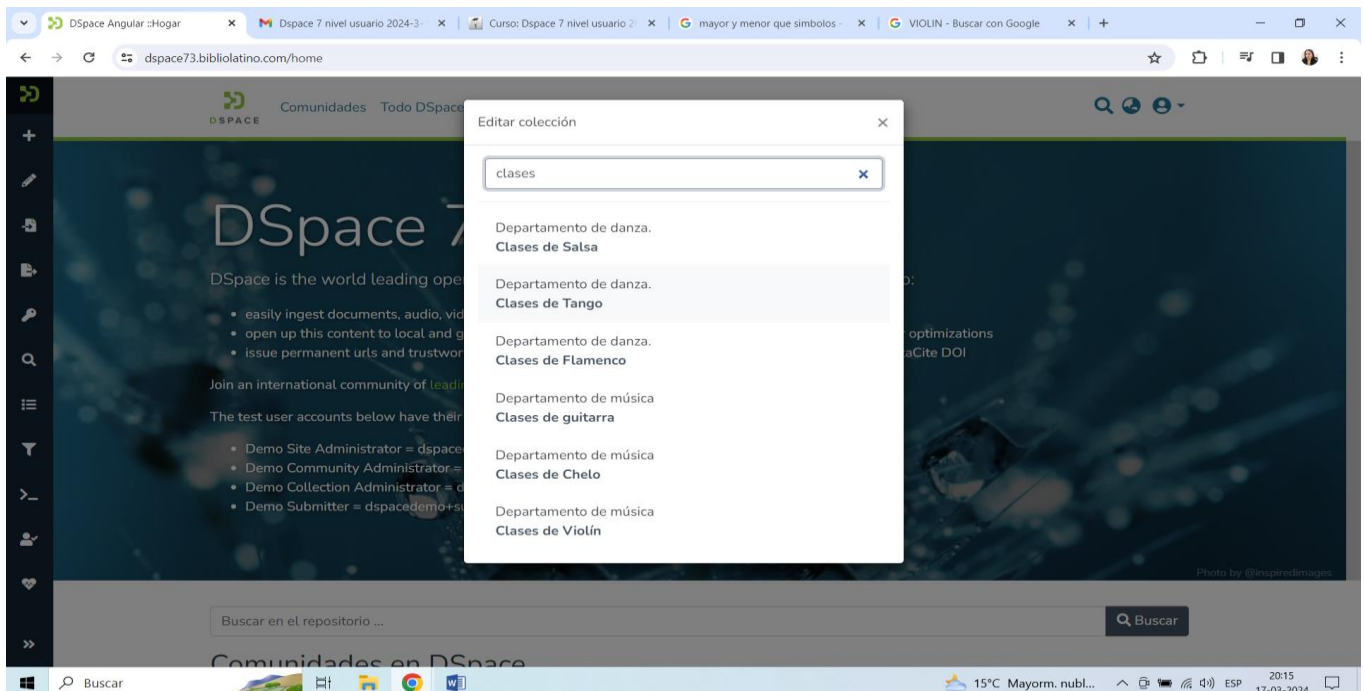 DSpace Angular ::Hogar
Dspace 7 nivel usuario 2024-3-
Curso: Dspace 7 nivel usuario 2
mayor y menor que simbolos -
VIOLIN - Buscar con Google
dspace73.bibliolatino.com/home
DSPACE
Comunidades Todo DSpace
Editar colección
clases
Departamento de danza.
Clases de Salsa
Departamento de danza.
Clases de Tango
Departamento de danza.
Clases de Flamenco
Departamento de música
Clases de guitarra
Departamento de música
Clases de Chelo
Departamento de música
Clases de Violín
DSpace 7
DSpace is the world leading ope
easily ingest documents, audio, vid
open up this content to local and g
optimizations
issue permanent urls and trustwor
aCite DOI
Join an international community of leadin
The test user accounts below have their
Demo Site Administrator = dspace
Demo Community Administrator =
Demo Collection Administrator = d
Demo Submitter = dspacedemo+su
Photo by @inspiredimages
Buscar en el repositorio ...
Buscar
Comunidades en DSpace
Buscar
15°C Mayorm. nubl...
ESP
20:15
17-03-2024